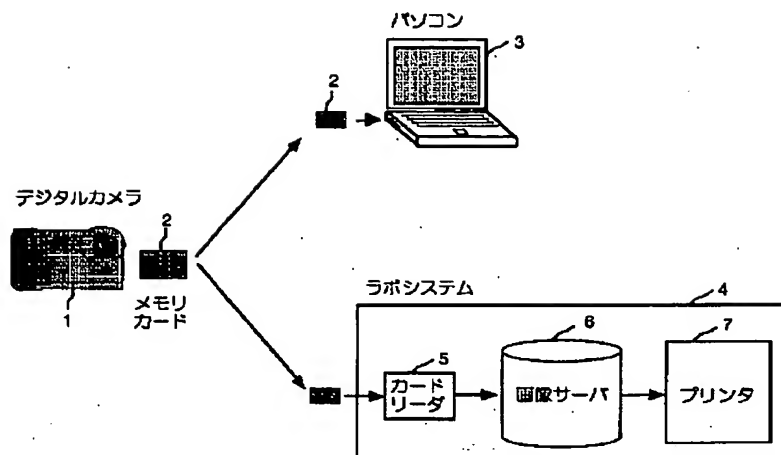 パソコン
3
2
デジタルカメラ
2
1
メモリ
カード
ラボシステム
4
5
6
7
カード
リーダ
画像サーバ
プリンタ